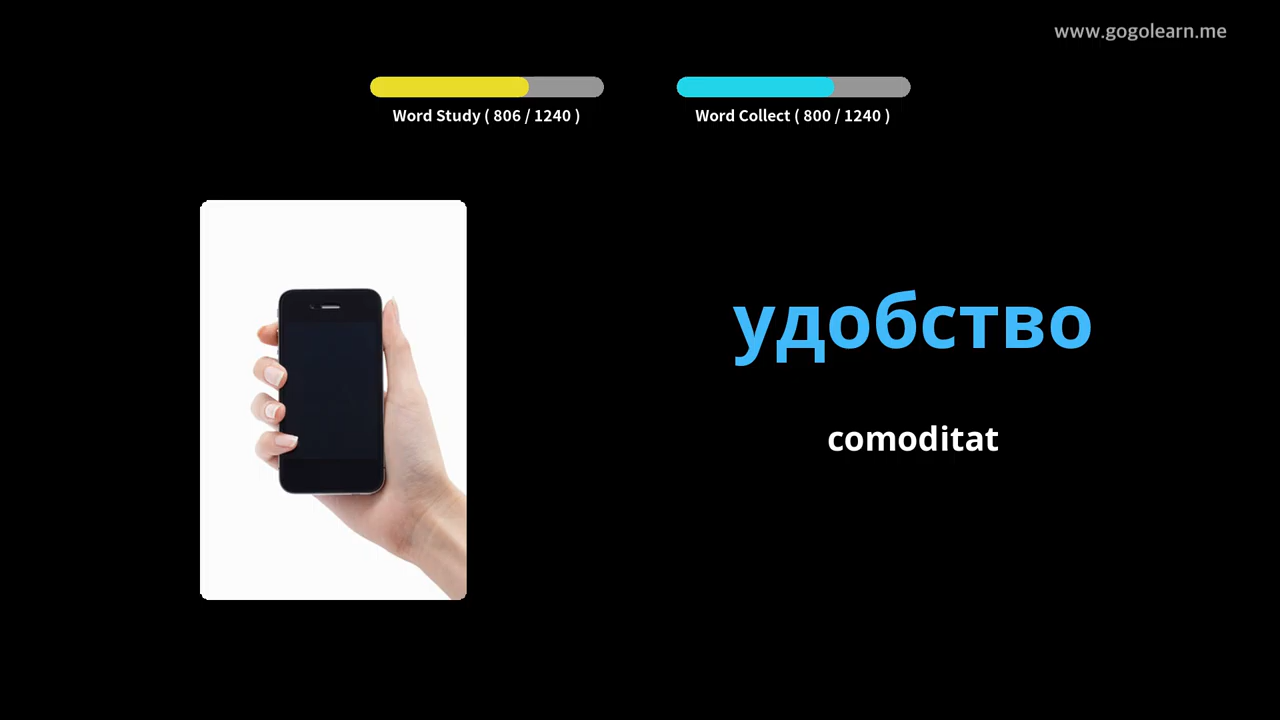 www.gogolearn.me
Word Study ( 806 / 1240 )
Word Collect ( 800 / 1240 )
удобство
comoditat